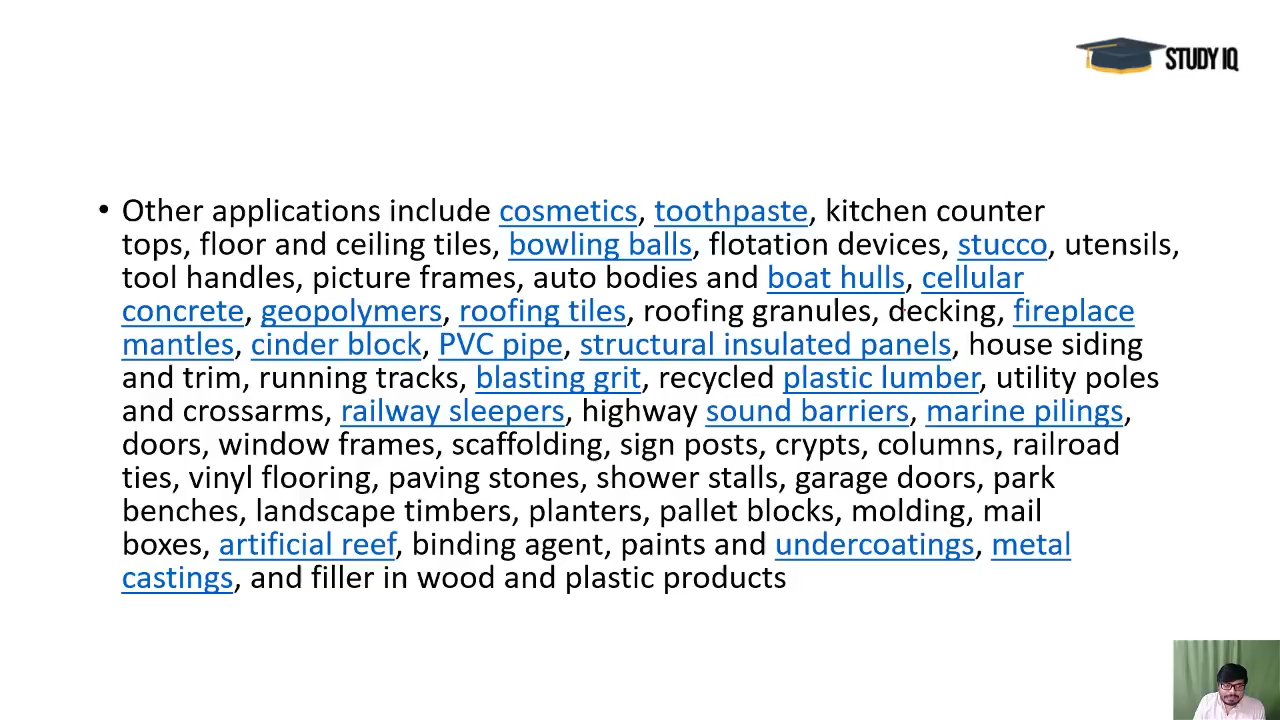 STUDY IQ
• Other applications include cosmetics, toothpaste, kitchen counter
tops, floor and ceiling tiles, bowling balls, flotation devices, stucco, utensils,
tool handles, picture frames, auto bodies and boat hulls, cellular
concrete, geopolymers, roofing tiles, roofing granules, decking, fireplace
mantles, cinder block, PVC pipe, structural insulated panels, house siding
and trim, running tracks, blasting grit, recycled plastic lumber, utility poles
and crossarms, railway sleepers, highway sound barriers, marine pilings,
doors, window frames, scaffolding, sign posts, crypts, columns, railroad
ties, vinyl flooring, paving stones, shower stalls, garage doors, park
benches, landscape timbers, planters, pallet blocks, molding, mail
boxes, artificial reef, binding agent, paints and undercoatings, metal
castings, and filler in wood and plastic products